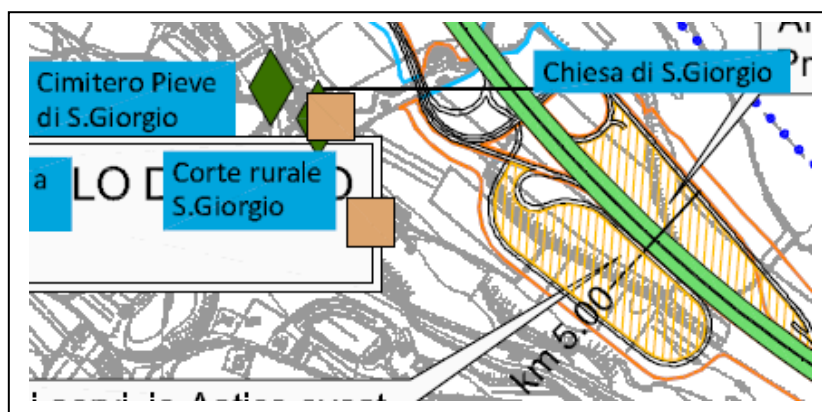 Cimitero Pieve
di S.Giorgio
Chiesa di S.Giorgio
a
LO D
O
Corte rurale
S.Giorgio
km 5.00